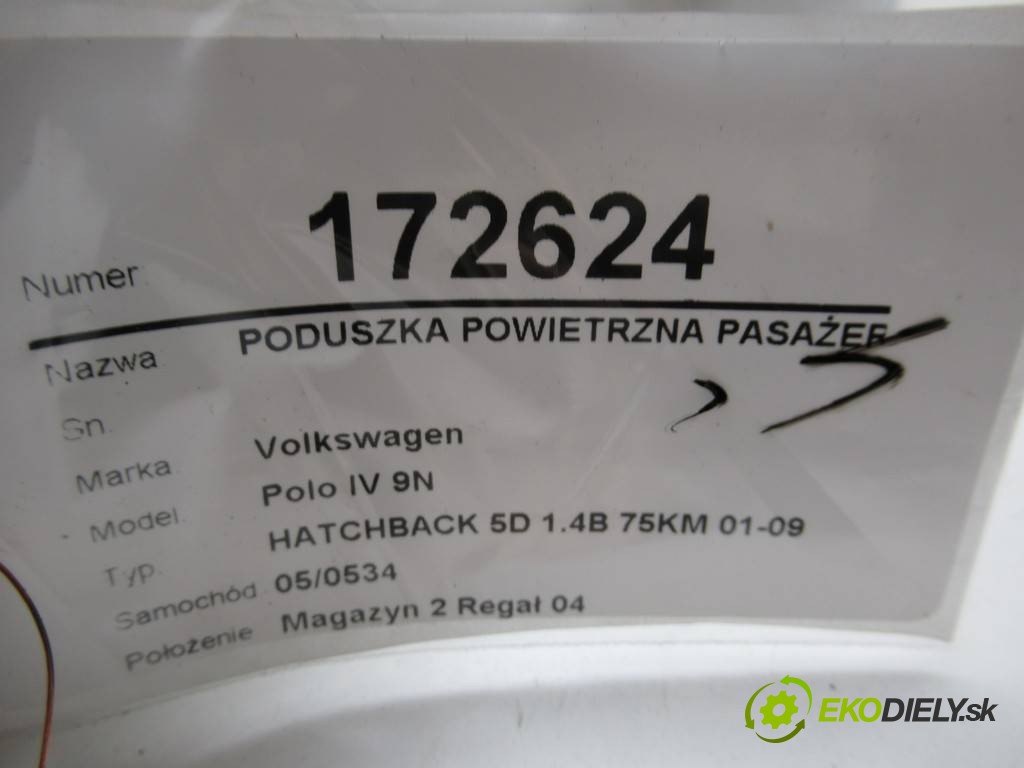 Numer 172624
Nazwa PODUSZKA POWIETRZNA PASAŻER
Sn.
Marka Volkswagen
Model. Polo IV 9N
Typ. HATCHBACK 5D 1.4B 75KM 01-09
Samochód 05/0534
Położenie Magazyn 2 Regał 04
EKODIELY.sk